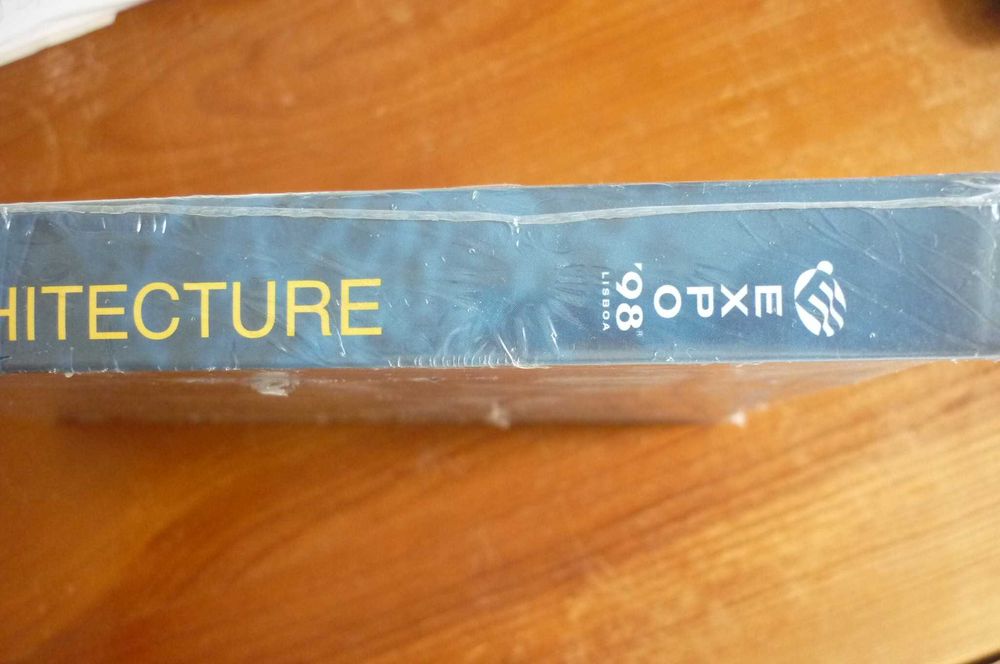 HITECTURE
EXPO
'98
LISBOA